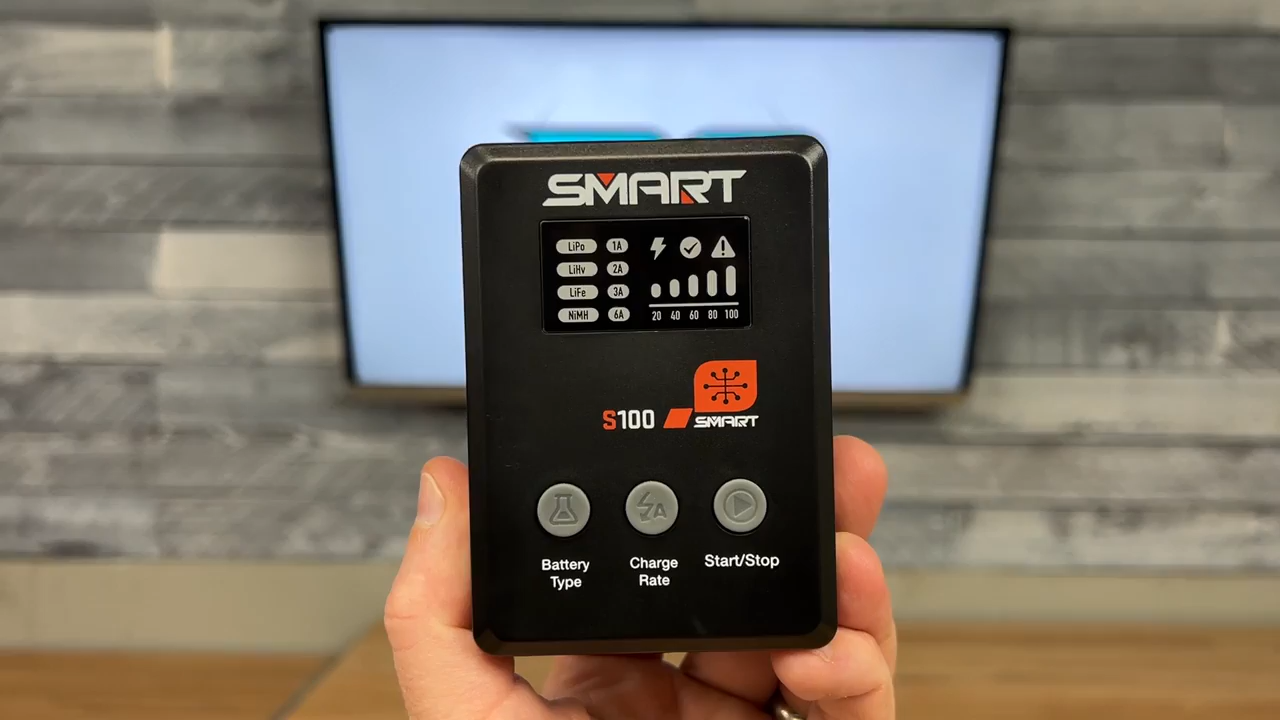 SMART
LiPo 1A
LiHv 2A
LiFe 3A
NiMH 6A
20 40 60 80 100
S100 SMART
A
Battery Type
Charge Rate
Start/Stop